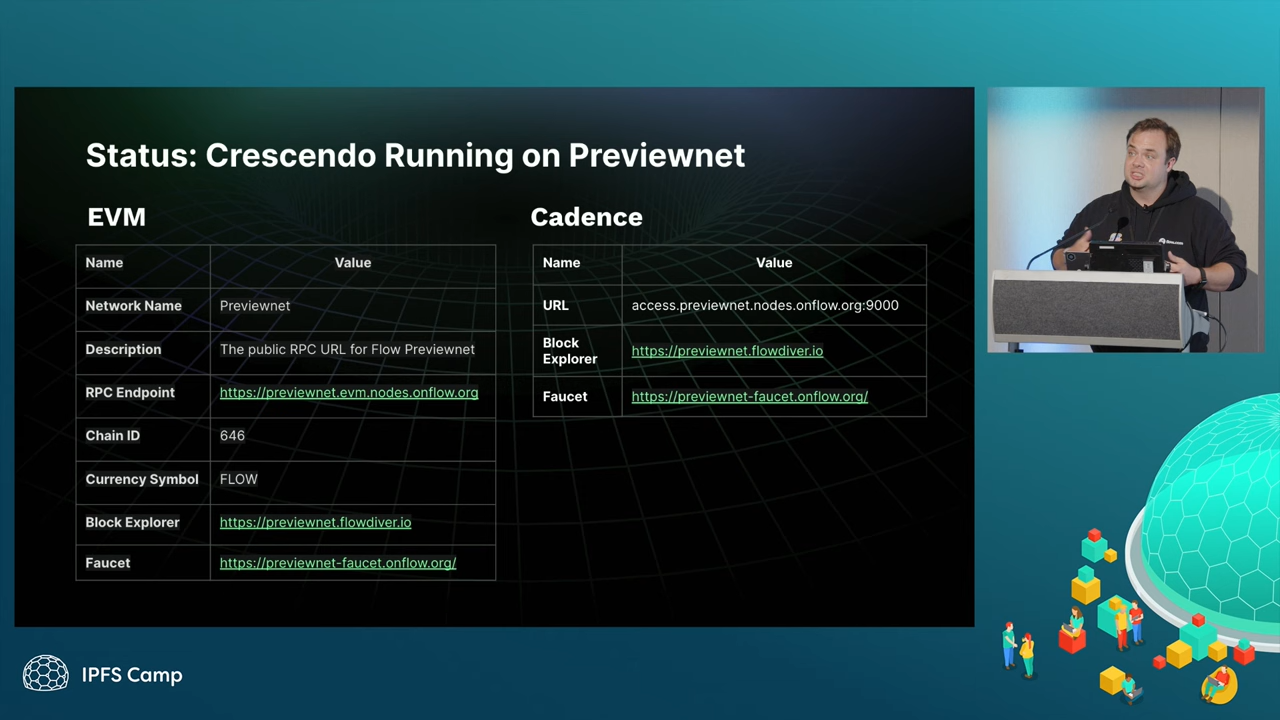 Status: Crescendo Running on Previewnet
EVM
Name Value
Network Name Previewnet
Description The public RPC URL for Flow Previewnet
RPC Endpoint https://previewnet.evm.nodes.onflow.org
Chain ID 646
Currency Symbol FLOW
Block Explorer https://previewnet.flowdiver.io
Faucet https://previewnet-faucet.onflow.org/
Cadence
Name Value
URL access.previewnet.nodes.onflow.org:9000
Block
Explorer https://previewnet.flowdiver.io
Faucet https://previewnet-faucet.onflow.org/
IPFS Camp